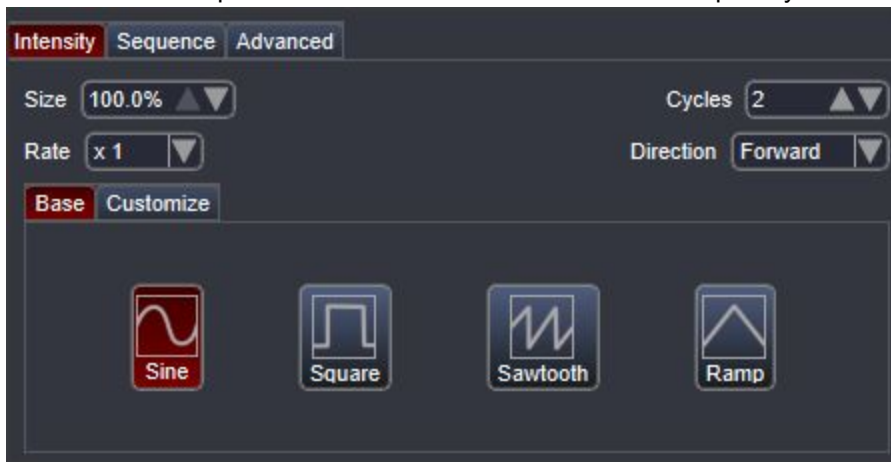 Intensity Sequence Advanced
Size 100.0% Cycles 2
Rate x 1 Direction Forward
Base Customize
Sine Square Sawtooth Ramp